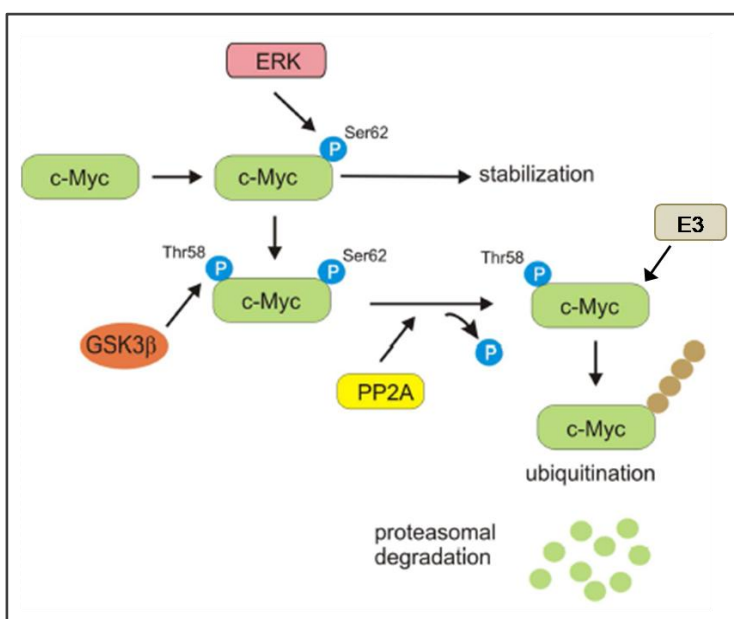 ERK
P
Ser62
c-Myc
c-Myc
stabilization
E3
Thr58
P
P
Ser62
c-Myc
Thr58
P
c-Myc
GSK3β
P
PP2A
c-Myc
ubiquitination
proteasomal
degradation